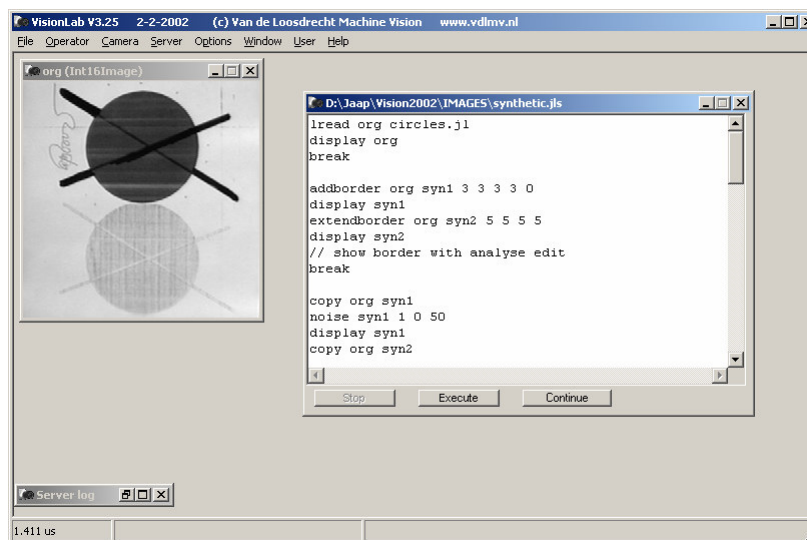 VisionLab V3.25 2-2-2002 (c) Van de Loosdrecht Machine Vision www.vdlmv.nl
File Operator Camera Server Options Window User Help
org (Int16Image)
D:\Jaap\Vision2002\IMAGES\synthetic.jls
lread org circles.jl
display org
break
addborder org syn1 3 3 3 3 0
display syn1
extendborder org syn2 5 5 5 5
display syn2
// show border with analyse edit
break
copy org syn1
noise syn1 1 0 50
display syn1
copy org syn2
Stop Execute Continue
Server log
1.411 us